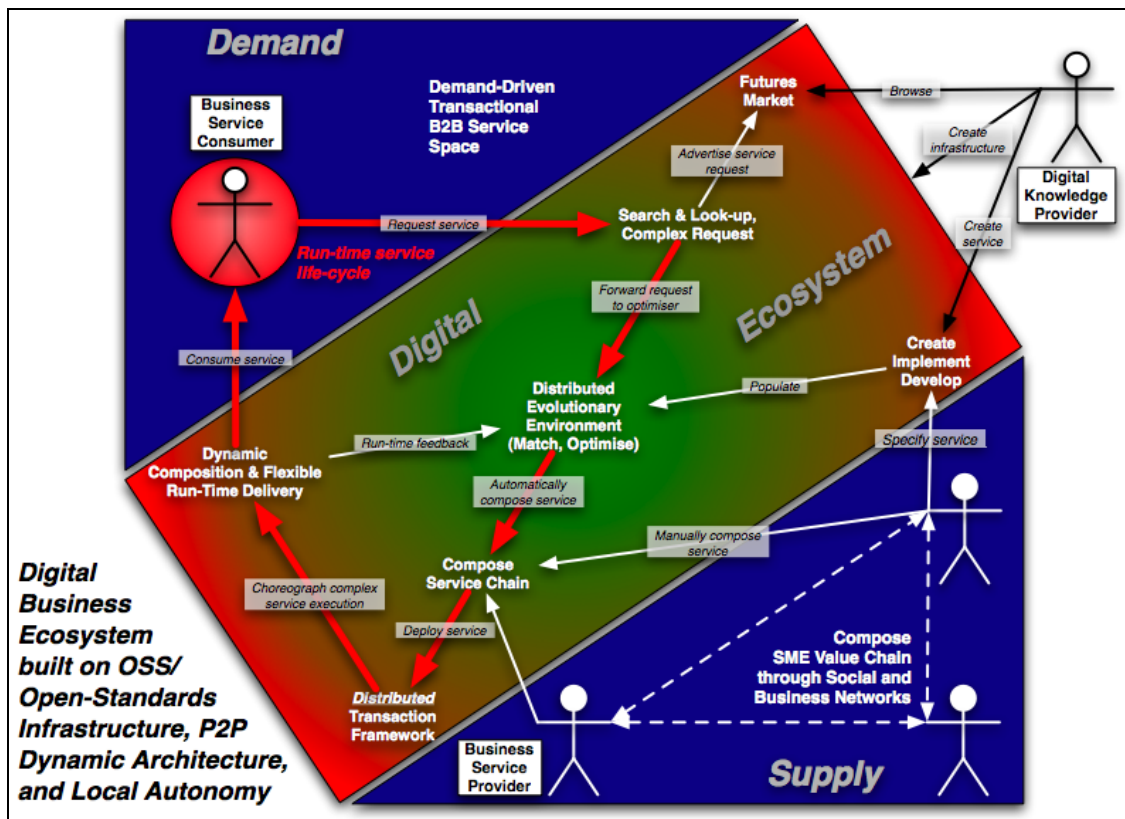 Demand
Business
Service
Consumer
Demand-Driven
Transactional
B2B Service
Space
Futures
Market
Browse
Create
infrastructure
Digital
Knowledge
Provider
Advertise service
request
Request service
Search & Look-up,
Complex Request
Create
service
Run-time service
life-cycle
Forward request
to optimiser
Digital
Ecosystem
Consume service
Create
Implement
Develop
Populate
Distributed
Evolutionary
Environment
(Match, Optimise)
Run-time feedback
Specify service
Dynamic
Composition & Flexible
Run-Time Delivery
Automatically
compose service
Manually compose
service
Compose
Service Chain
Choreograph complex
service execution
Deploy service
Digital
Business
Ecosystem
built on OSS/
Open-Standards
Infrastructure, P2P
Dynamic Architecture,
and Local Autonomy
Compose
SME Value Chain
through Social and
Business Networks
Distributed
Transaction
Framework
Business
Service
Provider
Supply